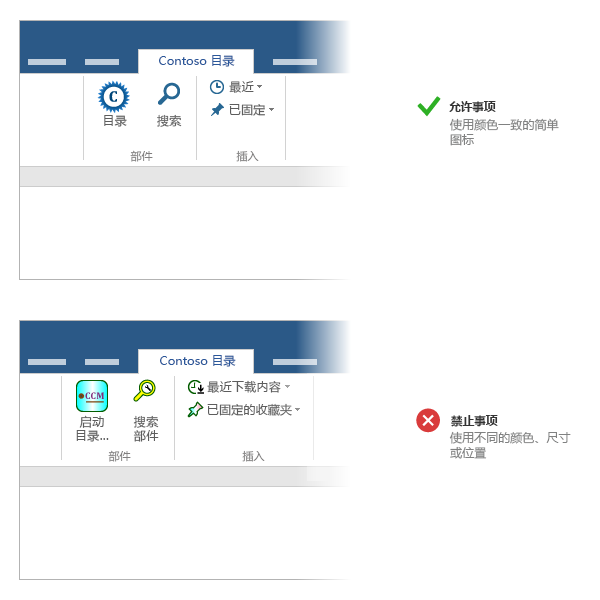 Contoso 目录
C
目录
搜索
最近
已固定
部件
插入
允许事项
使用颜色一致的简单
图标
Contoso 目录
CCM
启动
目录...
搜索
部件
最近下载内容
已固定的收藏夹
部件
插入
禁止事项
使用不同的颜色、尺寸
或位置